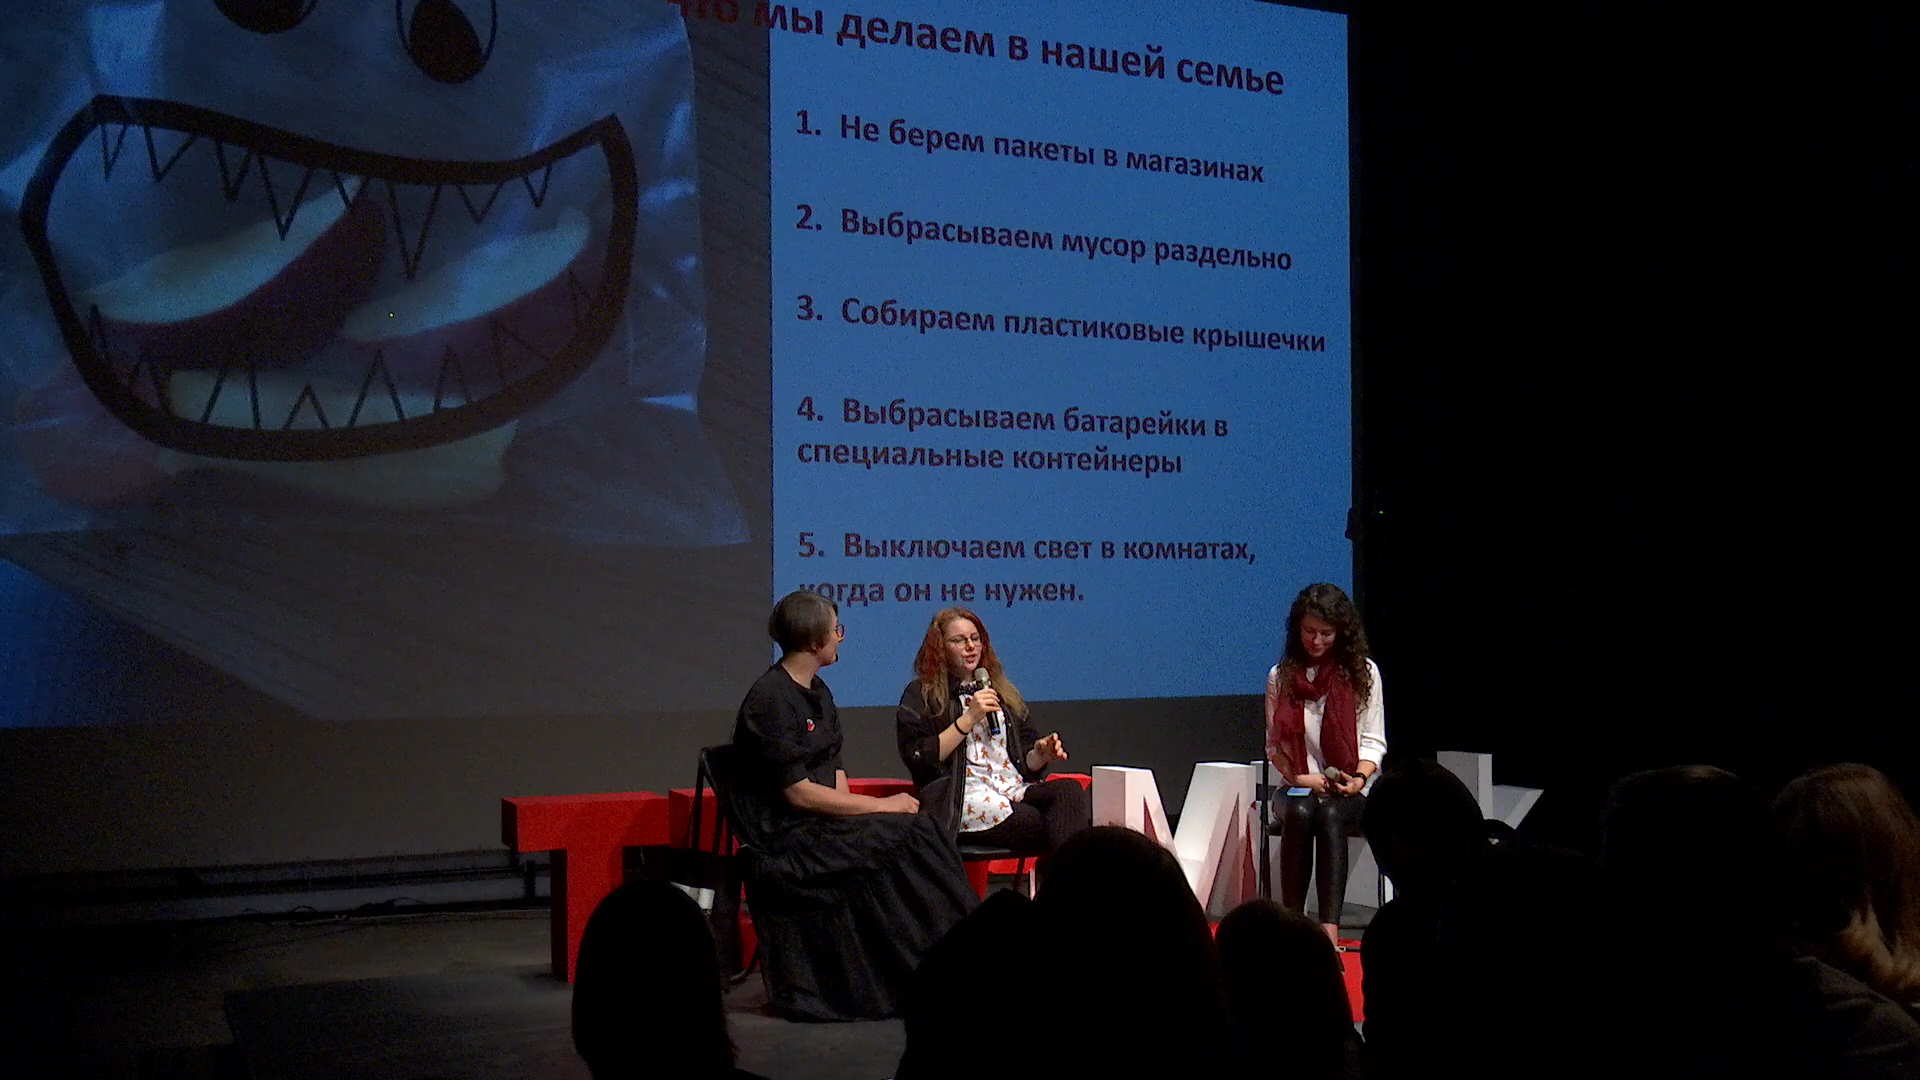 что мы делаем в нашей семье
1. Не берем пакеты в магазинах
2. Выбрасываем мусор раздельно
3. Собираем пластиковые крышечки
4. Выбрасываем батарейки в
специальные контейнеры
5. Выключаем свет в комнатах,
когда он не нужен.